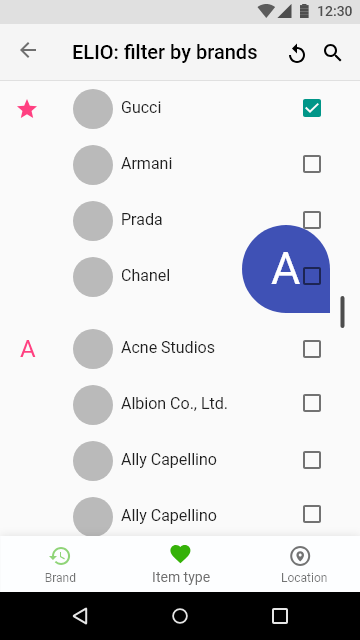 12:30
ELIO: filter by brands
Gucci
Armani
Prada
A
Chanel
A
Acne Studios
Albion Co., Ltd.
Ally Capellino
Ally Capellino
Brand
Item type
Location